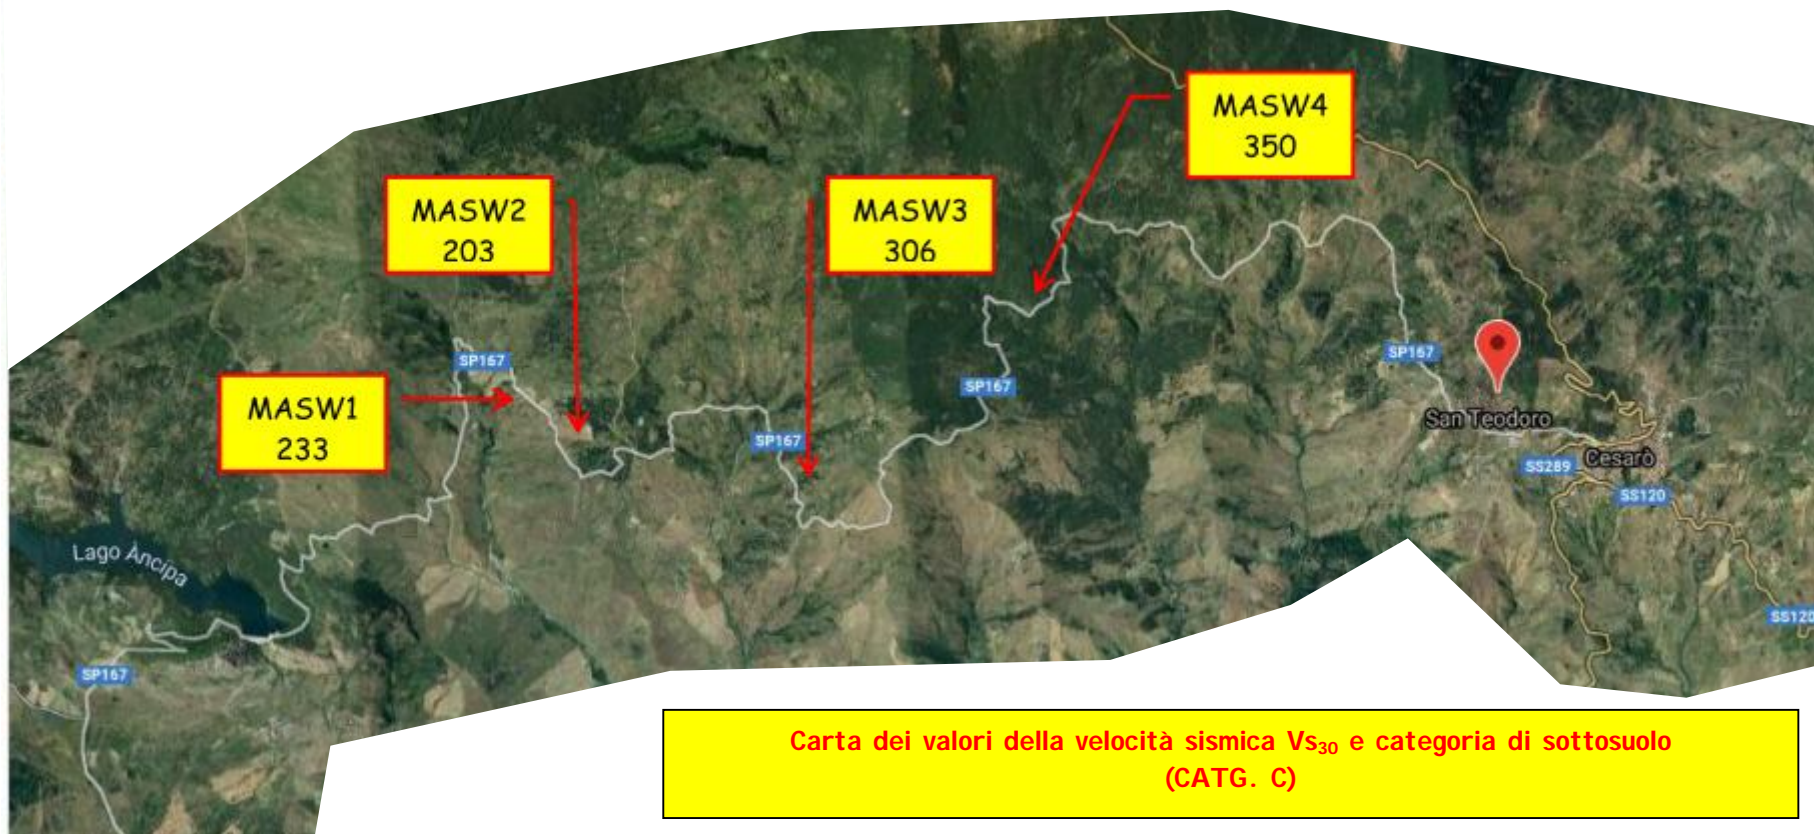 MASW4
350
MASW2
203
MASW3
306
SP167
SP167
SP167
MASW1
233
San Teodoro
SP167
Cesarò
SS289
SS120
Lago Àncipa
SS120
SP167
Carta dei valori della velocità sismica Vs30 e categoria di sottosuolo
(CATG. C)